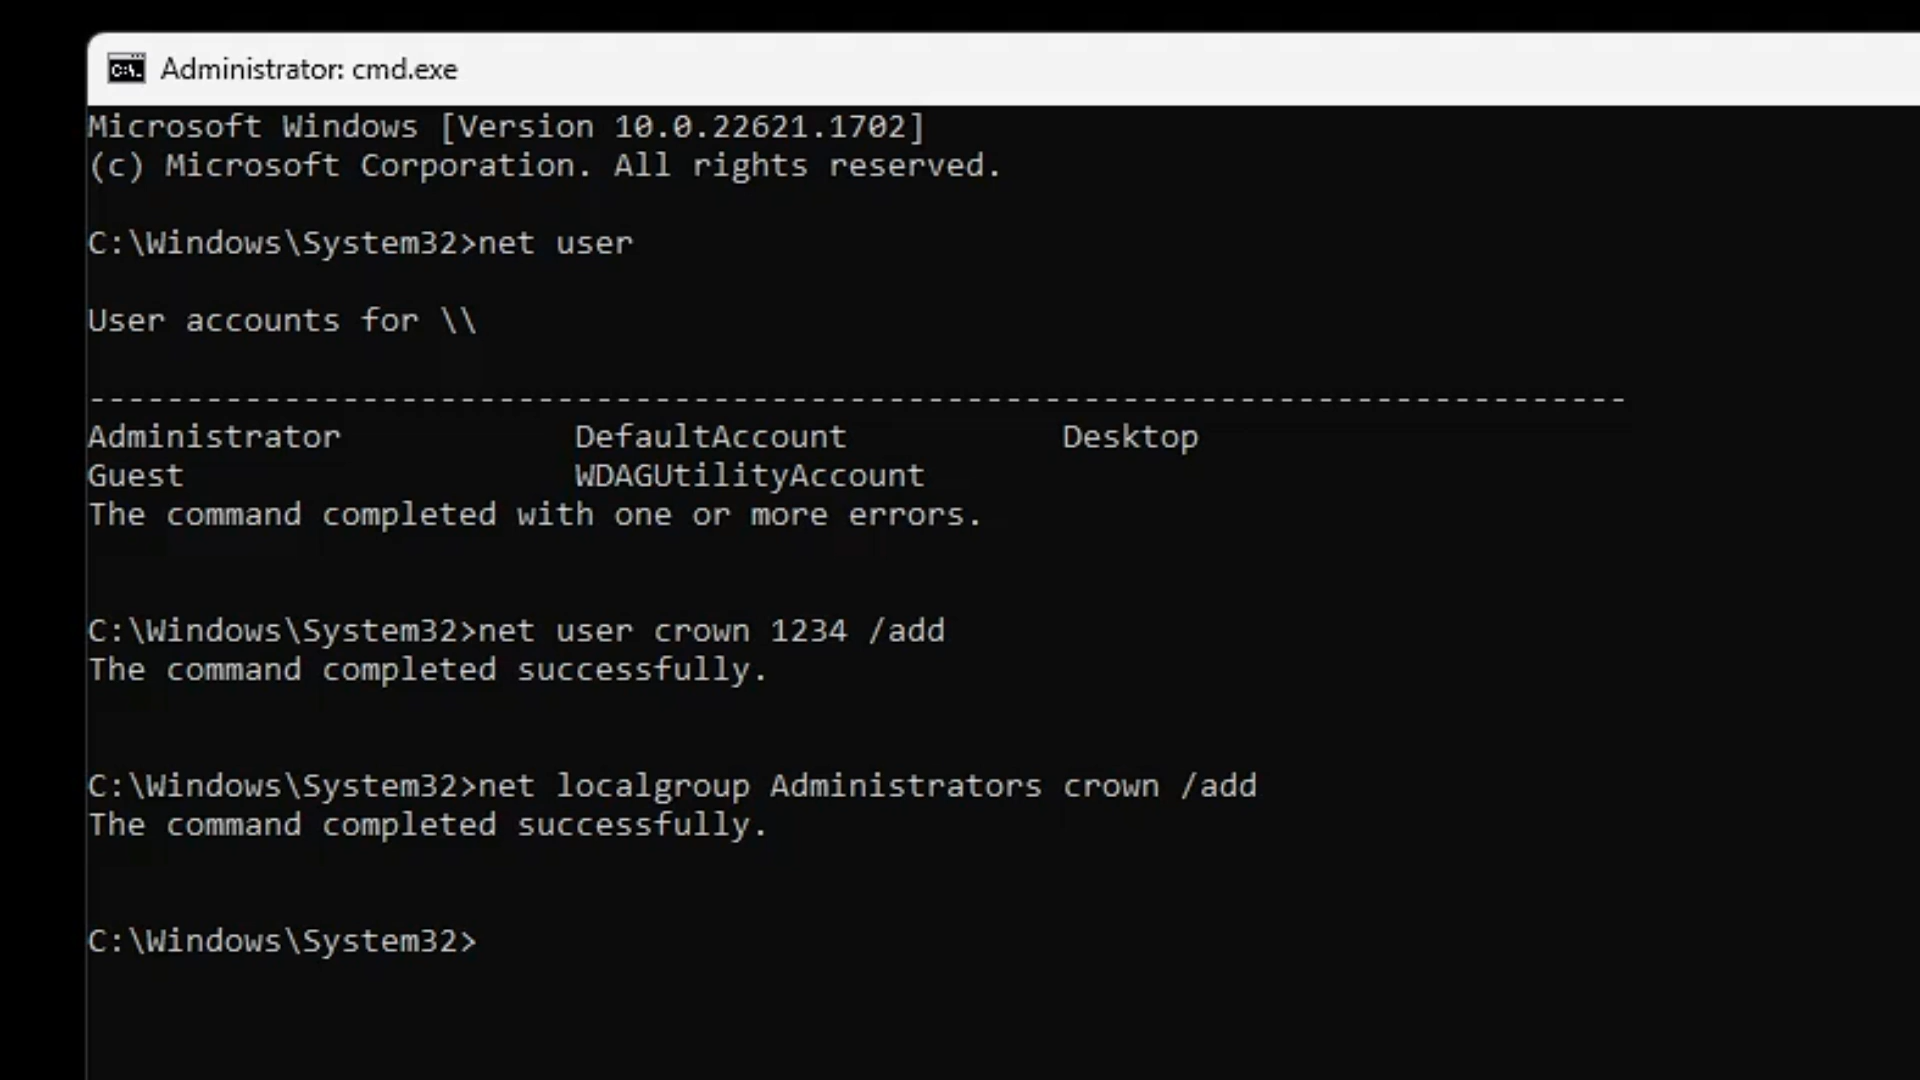 Administrator: cmd.exe
Microsoft Windows [Version 10.0.22621.1702]
(c) Microsoft Corporation. All rights reserved.
C:\Windows\System32>net user
User accounts for \\
-------------------------------------------------------------------------------
Administrator            DefaultAccount           Desktop
Guest                    WDAGUtilityAccount
The command completed with one or more errors.
C:\Windows\System32>net user crown 1234 /add
The command completed successfully.
C:\Windows\System32>net localgroup Administrators crown /add
The command completed successfully.
C:\Windows\System32>